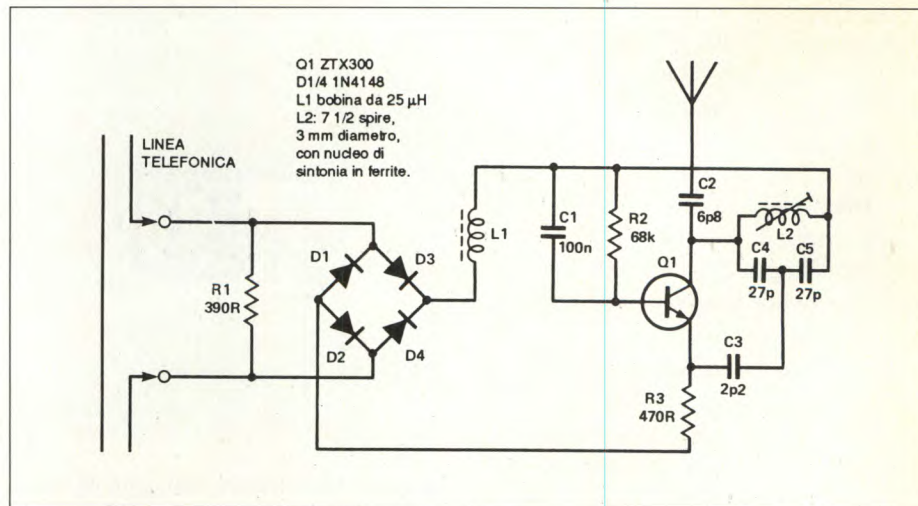 Q1 ZTX300
D1/4 1N4148
L1 bobina da 25 µH
L2: 7 1/2 spire,
3 mm diametro,
con nucleo di
sintonia in ferrite.
LINEA
TELEFONICA
R1
390R
D1
D3
D2
D4
L1
C1
100n
R2
68k
C2
6p8
L2
C4
27p
C5
27p
Q1
C3
2p2
R3
470R